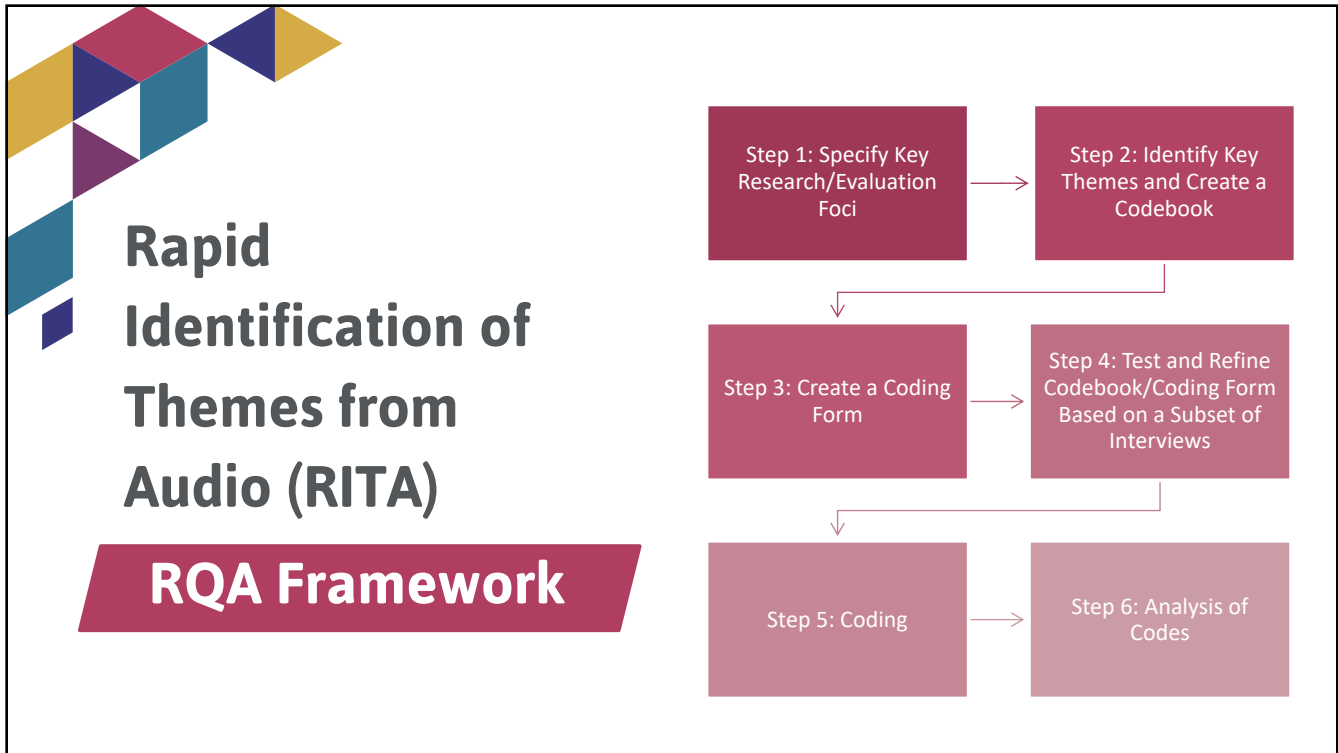 Rapid
Identification of
Themes from
Audio (RITA)
RQA Framework
Step 1: Specify Key
Research/Evaluation
Foci
Step 2: Identify Key
Themes and Create a
Codebook
Step 3: Create a Coding
Form
Step 4: Test and Refine
Codebook/Coding Form
Based on a Subset of
Interviews
Step 5: Coding
Step 6: Analysis of
Codes